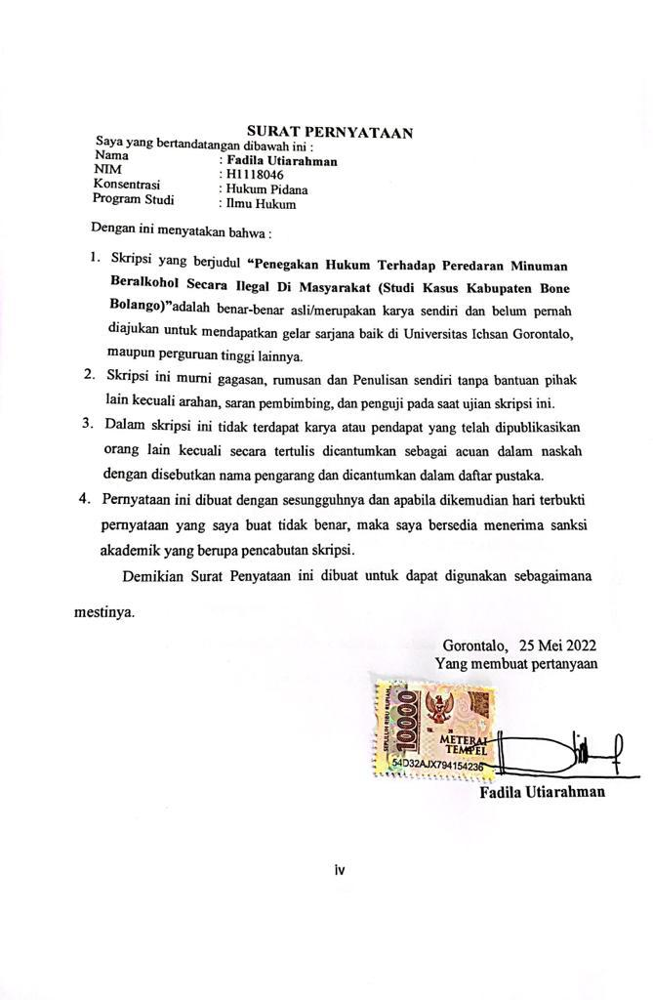 SURAT PERNYATAAN
Saya yang bertandatangan dibawah ini :
Nama : Fadila Utiarahman
NIM : H1118046
Konsentrasi : Hukum Pidana
Program Studi : Ilmu Hukum
Dengan ini menyatakan bahwa :
1. Skripsi yang berjudul “Penegakan Hukum Terhadap Peredaran Minuman
Beralkohol Secara Ilegal Di Masyarakat (Studi Kasus Kabupaten Bone
Bolango)”adalah benar-benar asli/merupakan karya sendiri dan belum pernah
diajukan untuk mendapatkan gelar sarjana baik di Universitas Ichsan Gorontalo,
maupun perguruan tinggi lainnya.
2. Skripsi ini murni gagasan, rumusan dan Penulisan sendiri tanpa bantuan pihak
lain kecuali arahan, saran pembimbing, dan penguji pada saat ujian skripsi ini.
3. Dalam skripsi ini tidak terdapat karya atau pendapat yang telah dipublikasikan
orang lain kecuali secara tertulis dicantumkan sebagai acuan dalam naskah
dengan disebutkan nama pengarang dan dicantumkan dalam daftar pustaka.
4. Pernyataan ini dibuat dengan sesungguhnya dan apabila dikemudian hari terbukti
pernyataan yang saya buat tidak benar, maka saya bersedia menerima sanksi
akademik yang berupa pencabutan skripsi.
Demikian Surat Penyataan ini dibuat untuk dapat digunakan sebagaimana
mestinya.
Gorontalo, 25 Mei 2022
Yang membuat pertanyaan
SEPULUH RIBU RUPIAH
10000
METERAI
TEMPEL
54D32AJX794154236
Fadila Utiarahman
iv